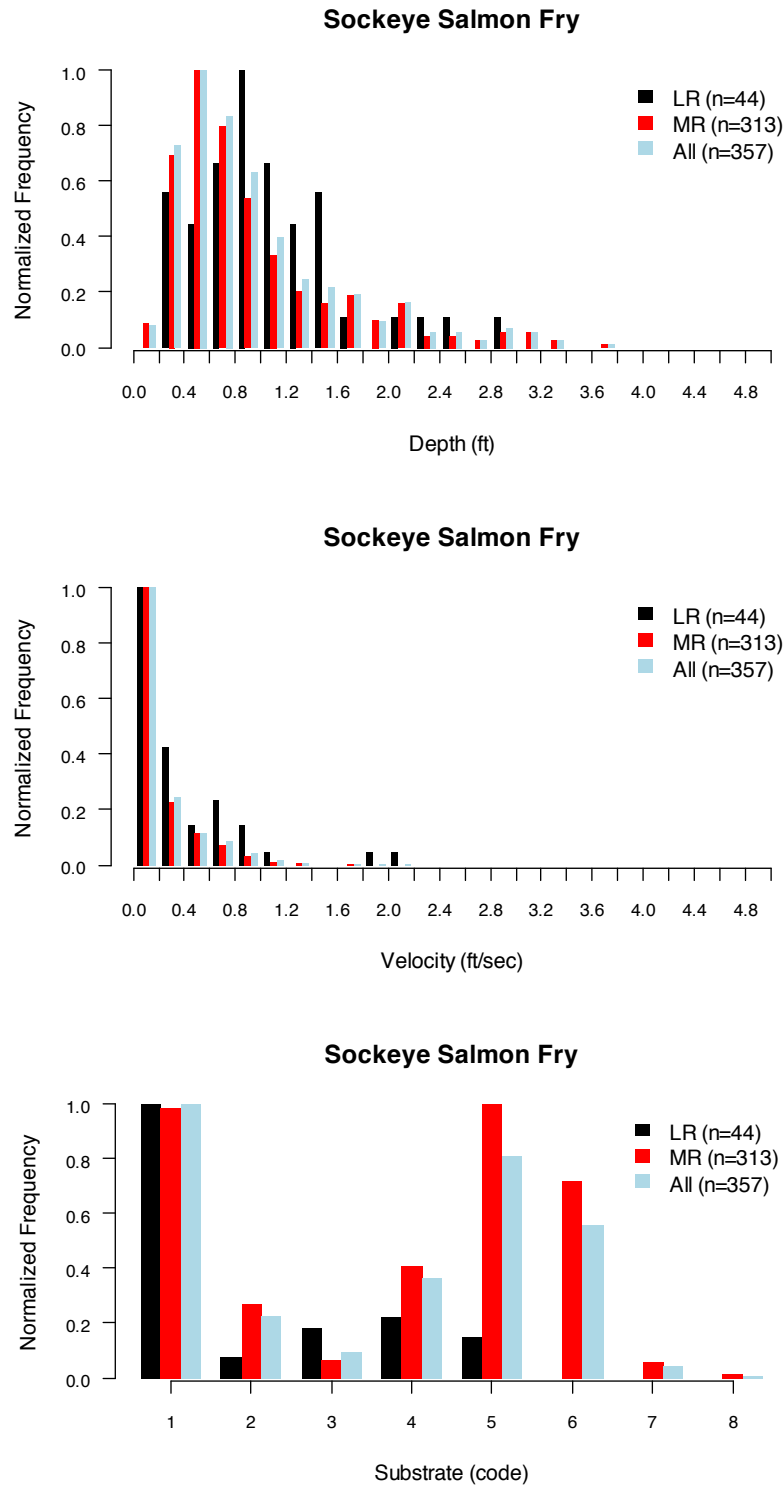 Sockeye Salmon Fry
1.0
0.8
0.6
0.4
0.2
0.0
Normalized Frequency
LR (n=44)
MR (n=313)
All (n=357)
0.0 0.4 0.8 1.2 1.6 2.0 2.4 2.8 3.2 3.6 4.0 4.4 4.8
Depth (ft)
Sockeye Salmon Fry
1.0
0.8
0.6
0.4
0.2
0.0
Normalized Frequency
LR (n=44)
MR (n=313)
All (n=357)
0.0 0.4 0.8 1.2 1.6 2.0 2.4 2.8 3.2 3.6 4.0 4.4 4.8
Velocity (ft/sec)
Sockeye Salmon Fry
1.0
0.8
0.6
0.4
0.2
0.0
Normalized Frequency
LR (n=44)
MR (n=313)
All (n=357)
1 2 3 4 5 6 7 8
Substrate (code)